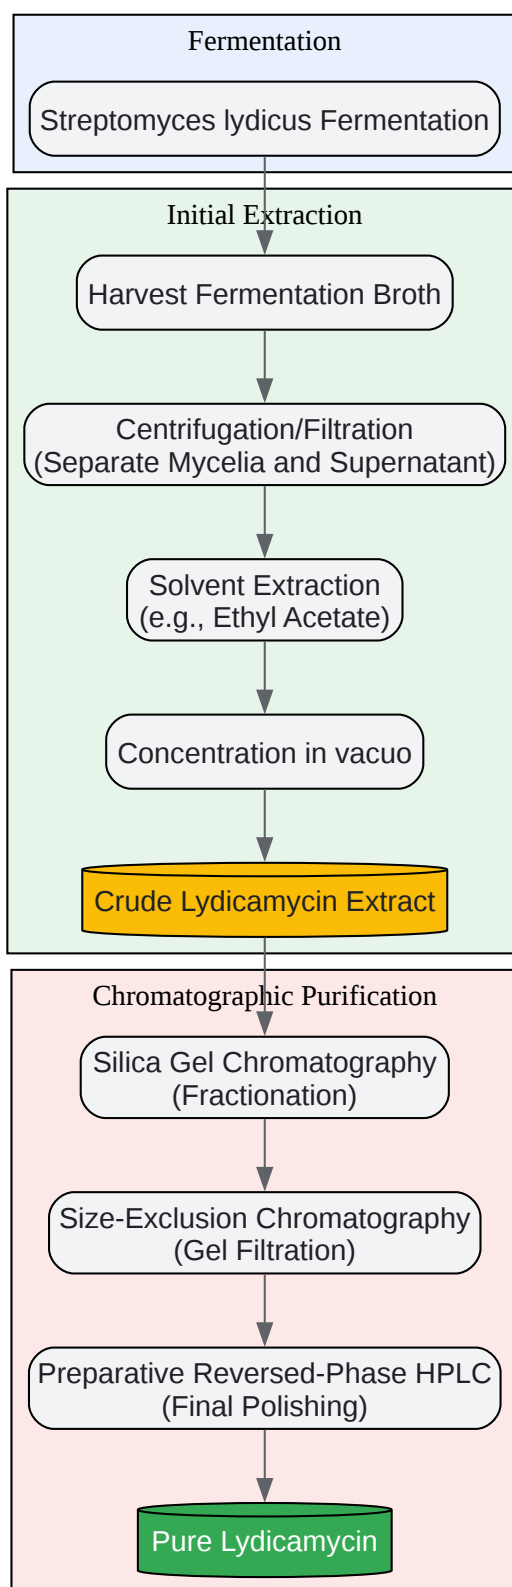 Fermentation
Streptomyces lydicus Fermentation
Initial Extraction
Harvest Fermentation Broth
Centrifugation/Filtration
(Separate Mycelia and Supernatant)
Solvent Extraction
(e.g., Ethyl Acetate)
Concentration in vacuo
Crude Lydicamycin Extract
Chromatographic Purification
Silica Gel Chromatography
(Fractionation)
Size-Exclusion Chromatography
(Gel Filtration)
Preparative Reversed-Phase HPLC
(Final Polishing)
Pure Lydicamycin